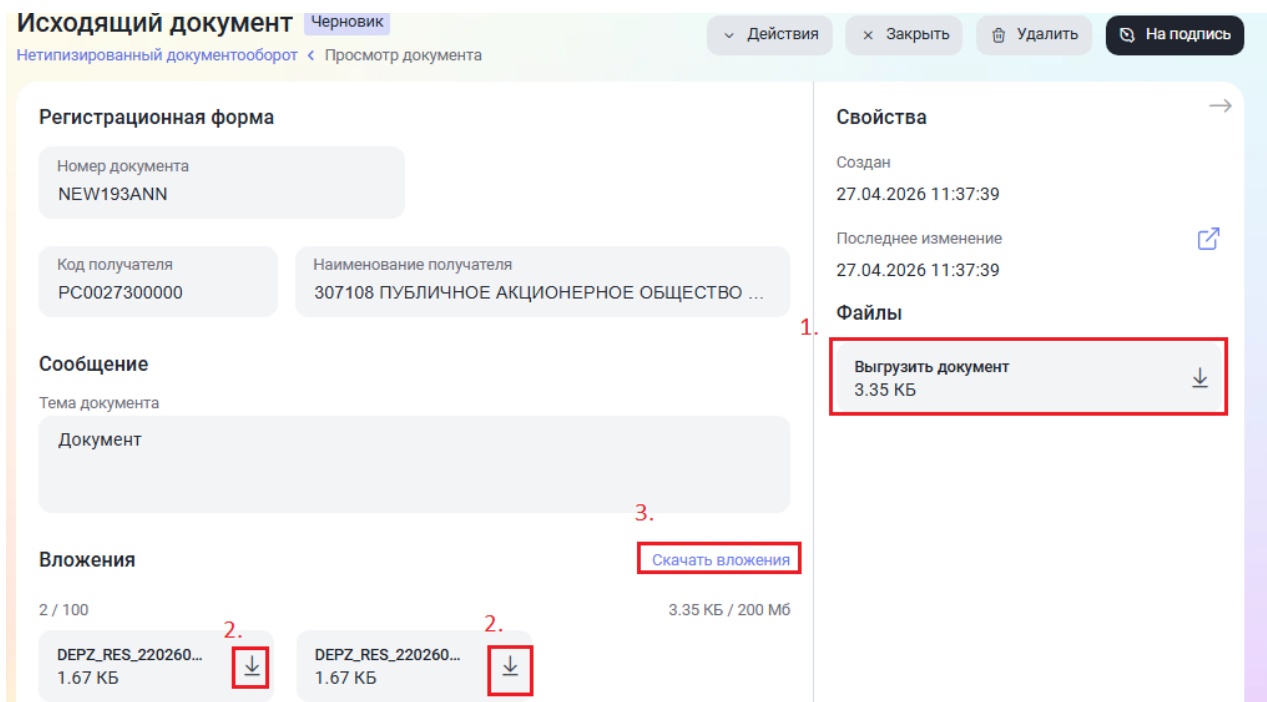 Исходящий документ Черновик
Действия Закрыть Удалить На подпись
Нетипизированный документооборот < Просмотр документа
Регистрационная форма
Номер документа
NEW193ANN
Код получателя
PC0027300000
Наименование получателя
307108 ПУБЛИЧНОЕ АКЦИОНЕРНОЕ ОБЩЕСТВО ...
Сообщение
Тема документа
Документ
3.
Вложения
Скачать вложения
2 / 100
3.35 КБ / 200 Мб
2.
DEPZ_RES_220260...
1.67 КБ
2.
DEPZ_RES_220260...
1.67 КБ
Свойства
Создан
27.04.2026 11:37:39
Последнее изменение
27.04.2026 11:37:39
Файлы
1.
Выгрузить документ
3.35 КБ